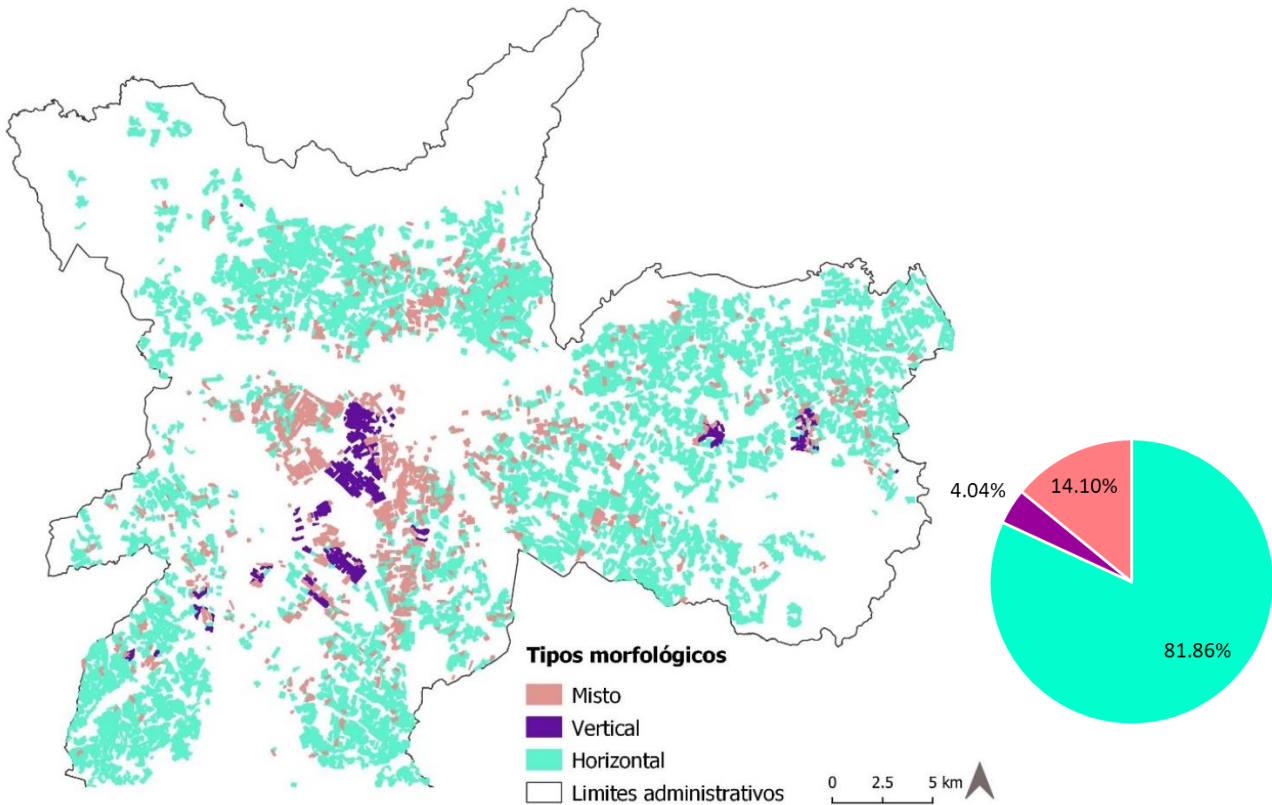 4.04%
14.10%
81.86%
Tipos morfológicos
Misto
Vertical
Horizontal
Limites administrativos
0 2.5 5 km